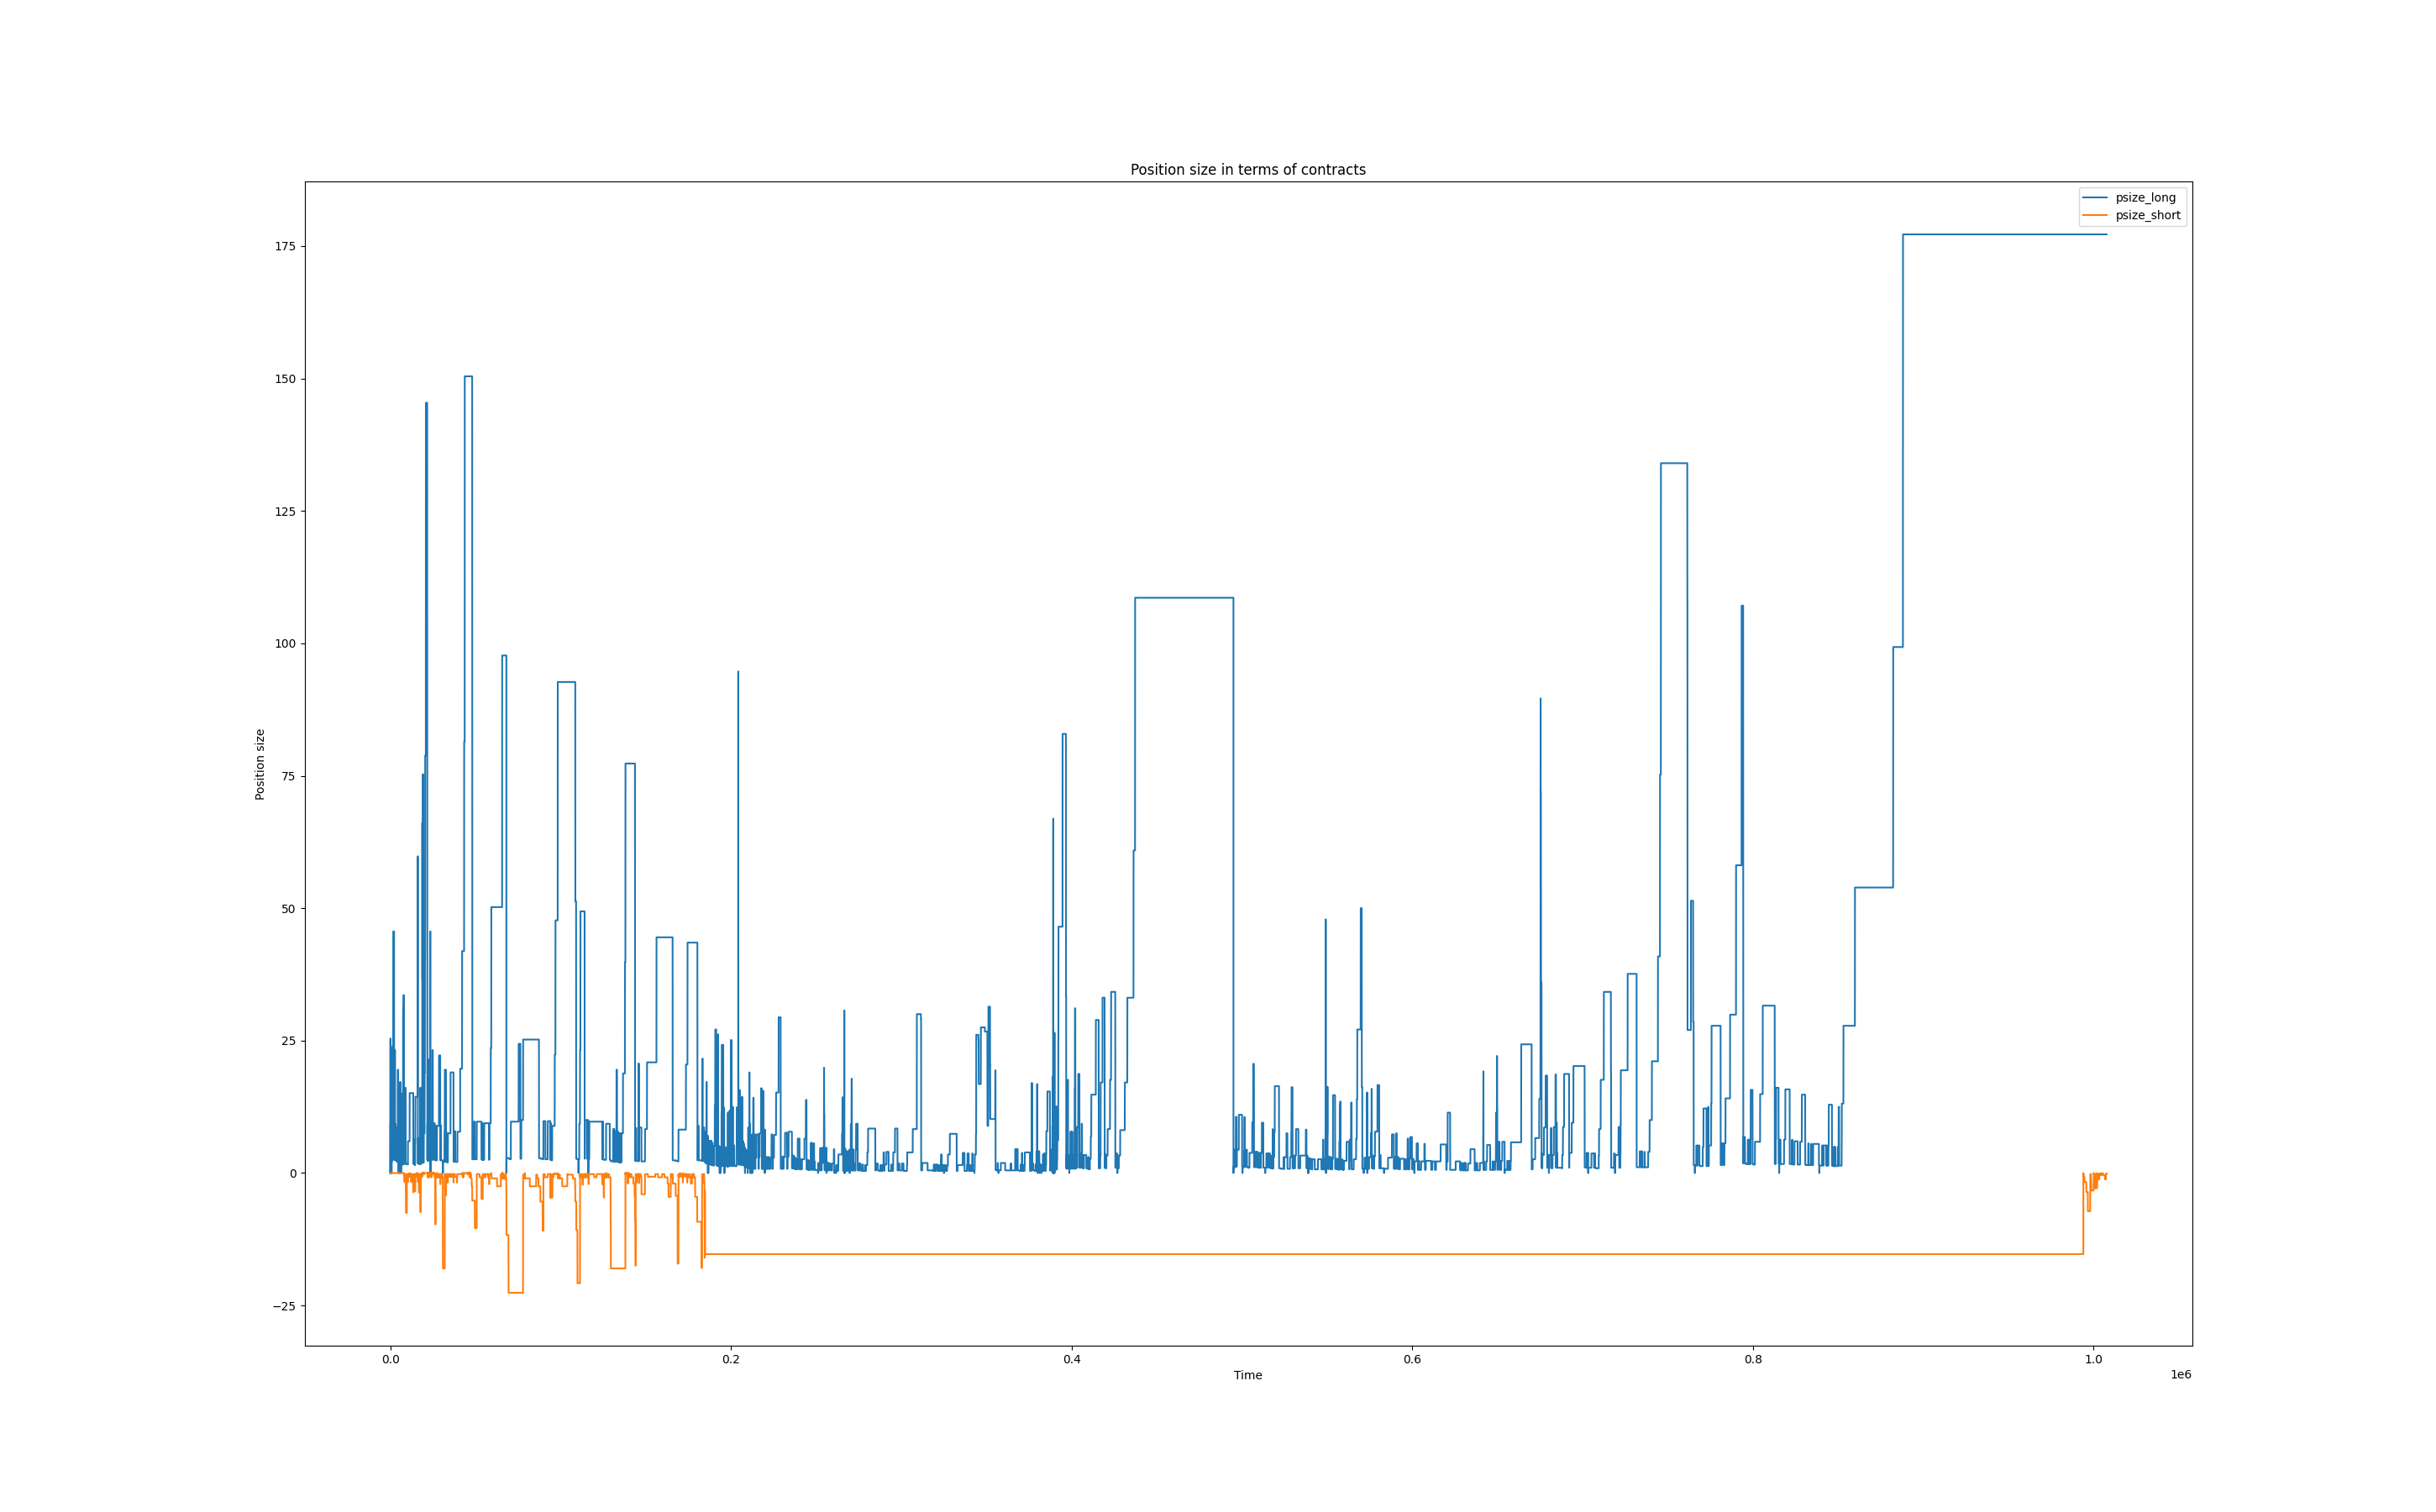 Position size in terms of contracts
psize_long
psize_short
175
150
125
100
75
50
25
0
−25
Position size
0.0
0.2
0.4
0.6
0.8
1.0
1e6
Time